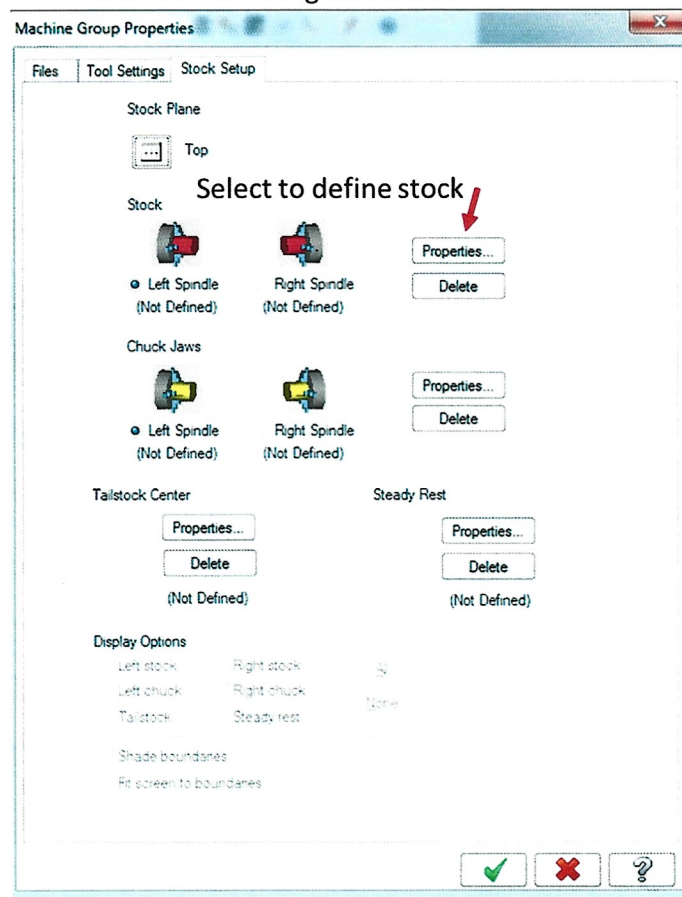 Machine Group Properties
Files Tool Settings Stock Setup
Stock Plane
... Top
Select to define stock
Stock
Properties...
Left Spindle Right Spindle Delete
(Not Defined) (Not Defined)
Chuck Jaws
Properties...
Left Spindle Right Spindle Delete
(Not Defined) (Not Defined)
Tailstock Center Steady Rest
Properties... Properties...
Delete Delete
(Not Defined) (Not Defined)
Display Options
Left stock Right stock All
Left chuck Right chuck
Tailstock Steady rest None
Shade boundaries
Fit screen to boundaries